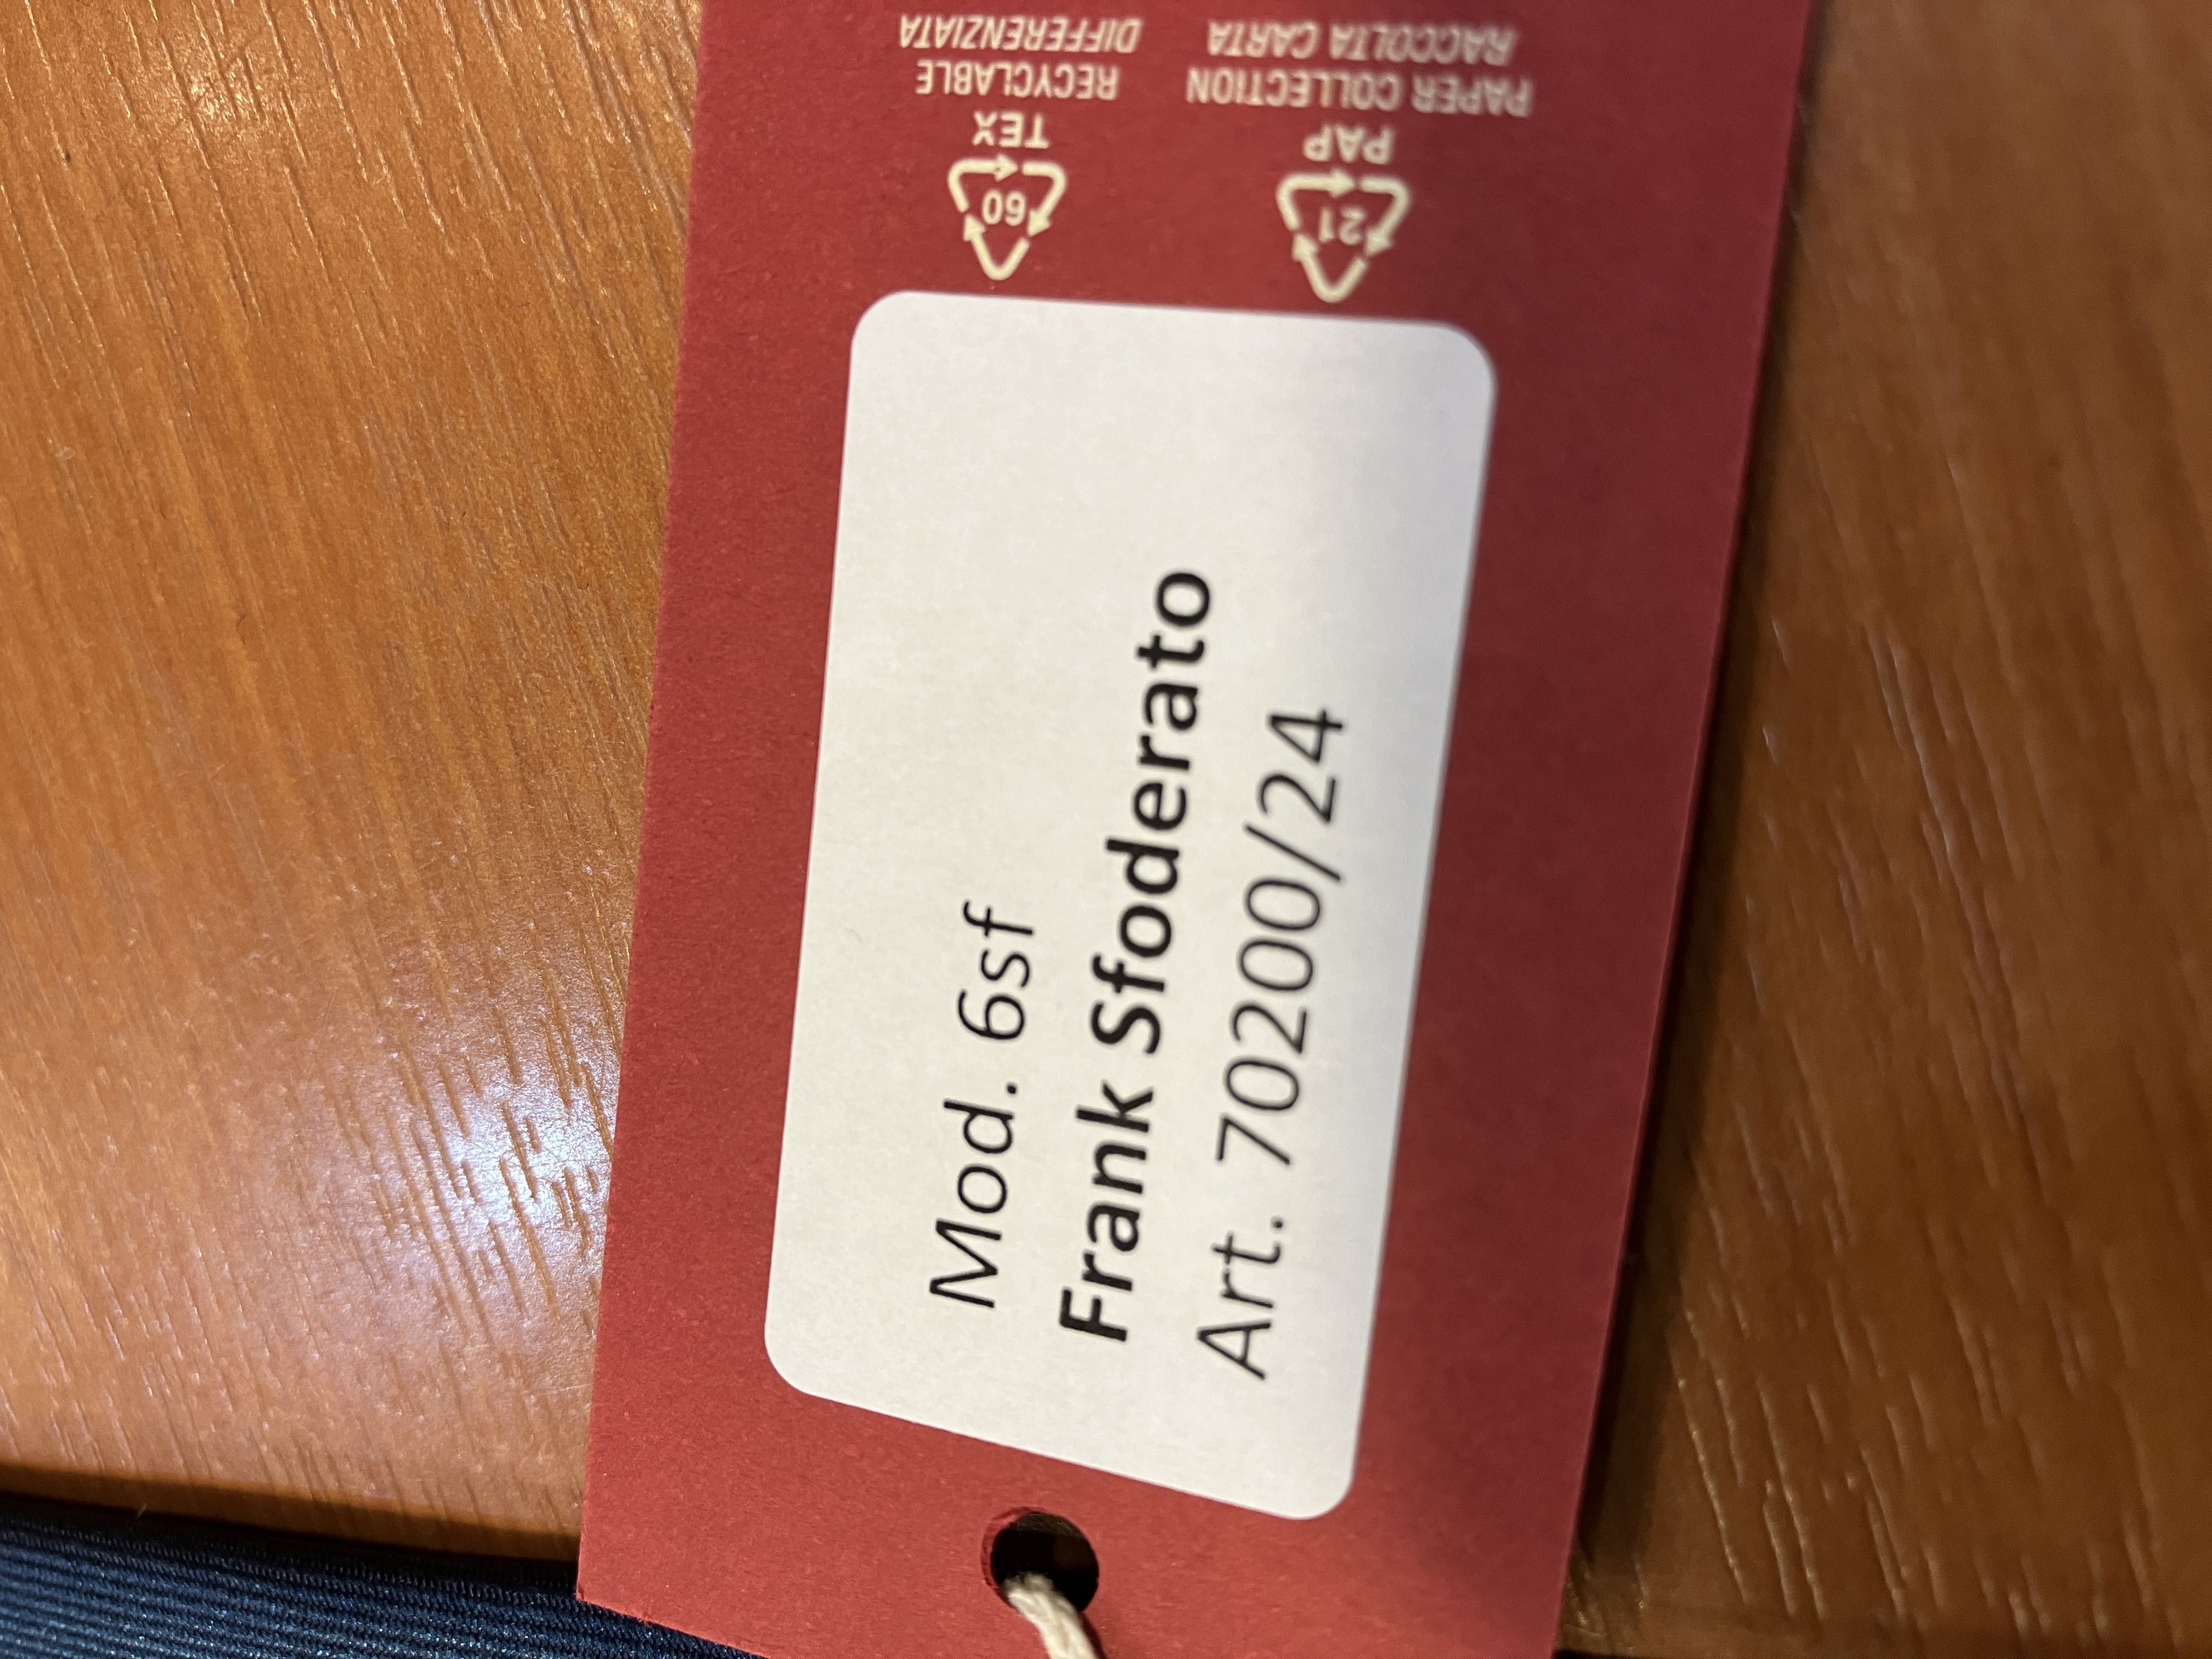 Mod. 6sf
Frank Sfoderato
Art. 70200/24
21
PAP
PAPER COLLECTION
RACCOLTA CARTA
60
TEX
RECYCLABLE
DIFFERENZIATA